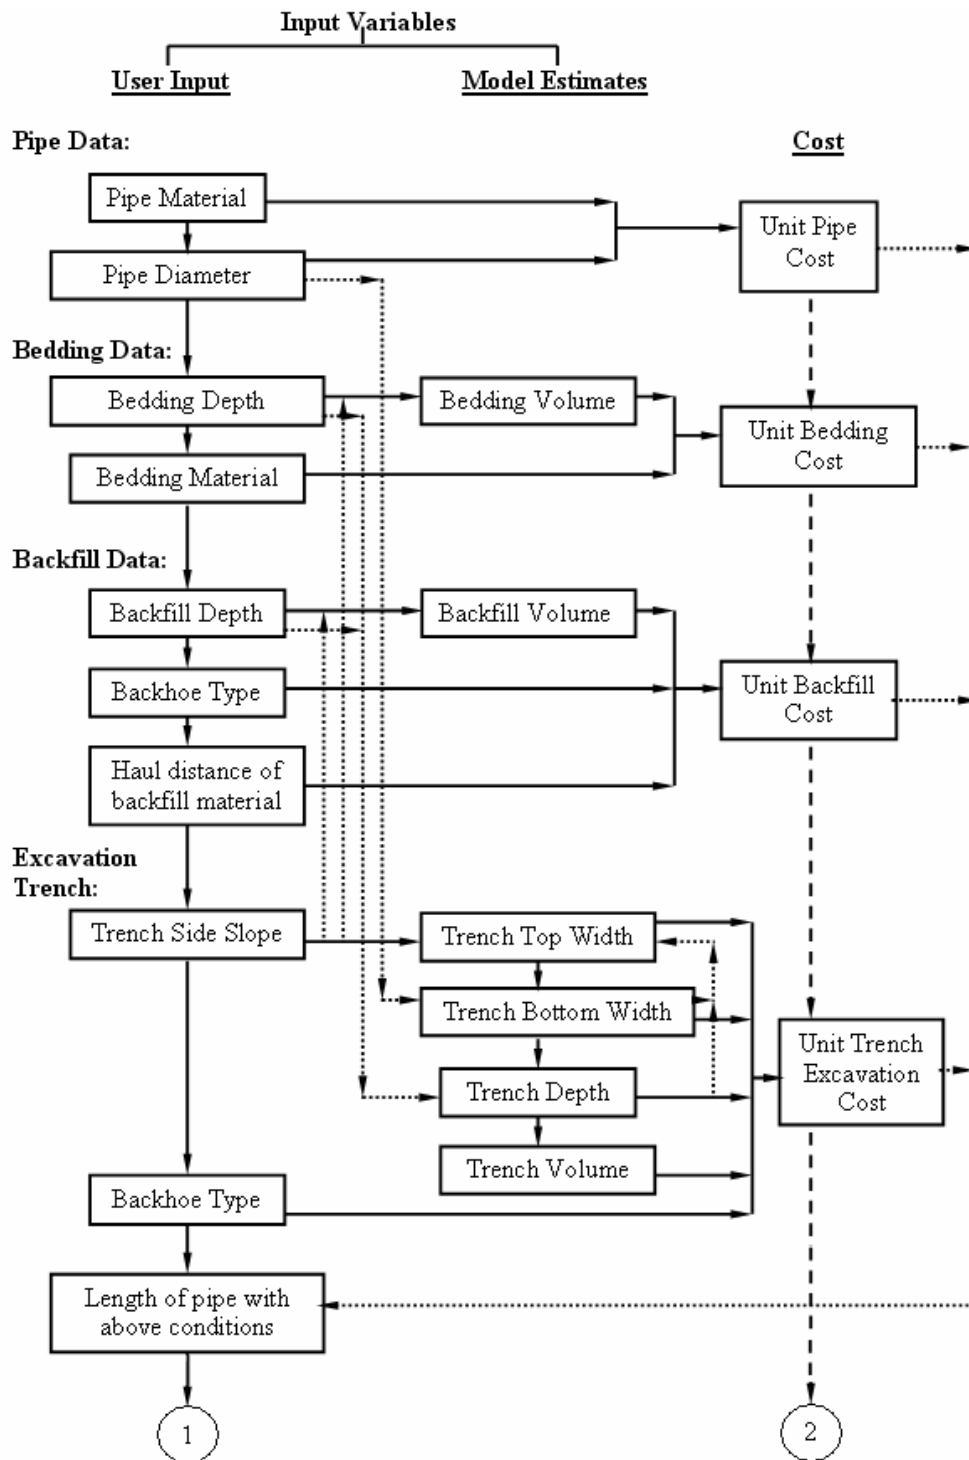 Input Variables
User Input
Model Estimates
Pipe Data:
Cost
Pipe Material
Unit Pipe
Cost
Pipe Diameter
Bedding Data:
Bedding Depth
Bedding Volume
Unit Bedding
Cost
Bedding Material
Backfill Data:
Backfill Depth
Backfill Volume
Backhoe Type
Unit Backfill
Cost
Haul distance of
backfill material
Excavation
Trench:
Trench Side Slope
Trench Top Width
Trench Bottom Width
Unit Trench
Excavation
Cost
Trench Depth
Trench Volume
Backhoe Type
Length of pipe with
above conditions
1
2